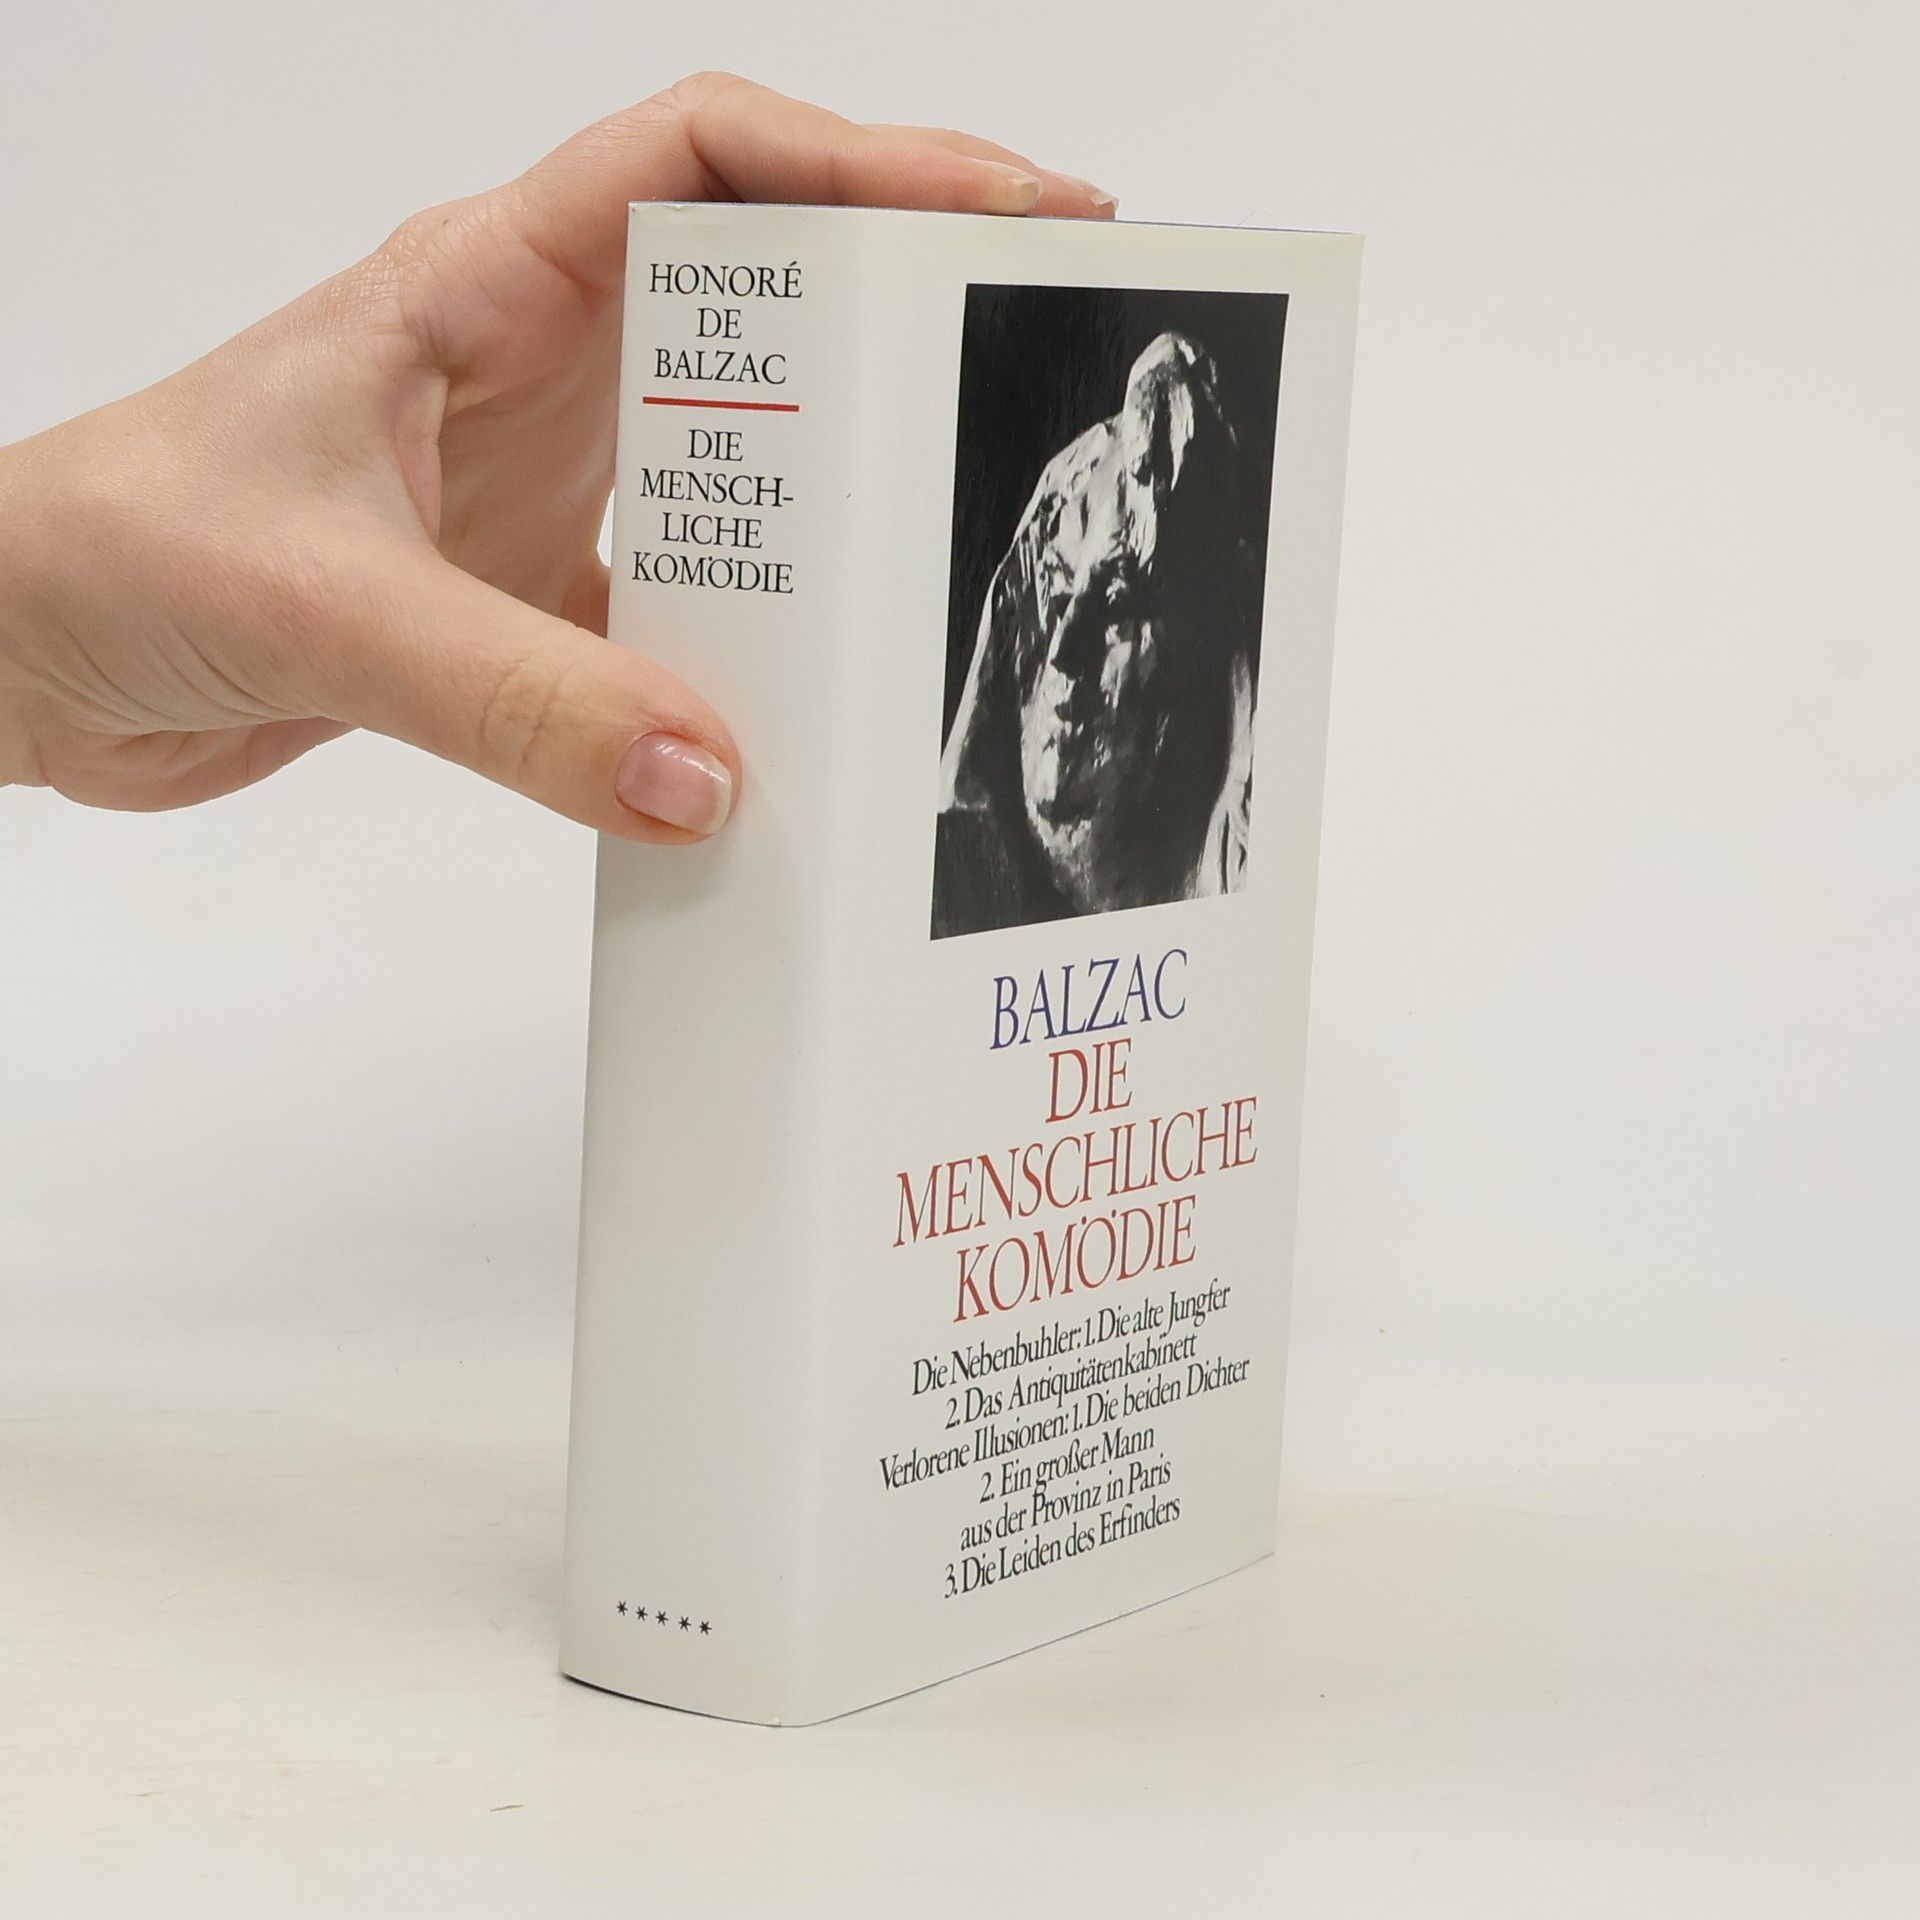 HONORÉ
DE
BALZAC
DIE
MENSCH-
LICHE
KOMÖDIE
*****
BALZAC
DIE
MENSCHLICHE
KOMÖDIE
Die Nebenbuhler: 1. Die alte Jungfer
2. Das Antiquitätenkabinett
Verlorene Illusionen: 1. Die beiden Dichter
2. Ein großer Mann
aus der Provinz in Paris
3. Die Leiden des Erfinders